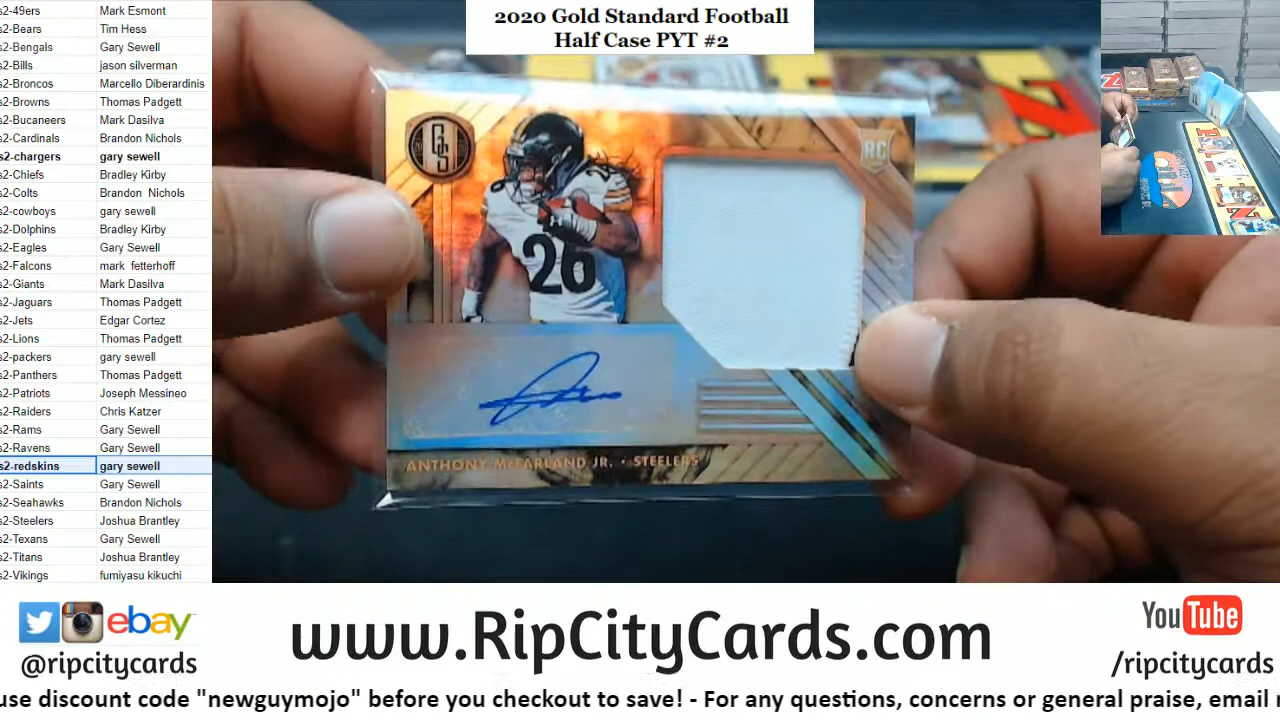 2020 Gold Standard Football
Half Case PYT #2
s2-49ers Mark Esmont
s2-Bears Tim Hess
s2-Bengals Gary Sewell
s2-Bills jason silverman
s2-Broncos Marcello Diberardinis
s2-Browns Thomas Padgett
s2-Bucaneers Mark Dasilva
s2-Cardinals Brandon Nichols
s2-chargers gary sewell
s2-Chiefs Bradley Kirby
s2-Colts Brandon Nichols
s2-cowboys gary sewell
s2-Dolphins Bradley Kirby
s2-Eagles Gary Sewell
s2-Falcons mark fetterhoff
s2-Giants Mark Dasilva
s2-Jaguars Thomas Padgett
s2-Jets Edgar Cortez
s2-Lions Thomas Padgett
s2-packers gary sewell
s2-Panthers Thomas Padgett
s2-Patriots Joseph Messineo
s2-Raiders Chris Katzer
s2-Rams Gary Sewell
s2-Ravens Gary Sewell
s2-redskins gary sewell
s2-Saints Gary Sewell
s2-Seahawks Brandon Nichols
s2-Steelers Joshua Brantley
s2-Texans Gary Sewell
s2-Titans Joshua Brantley
s2-Vikings fumiyasu kikuchi
GS
RC
26
ANTHONY McFARLAND JR. • STEELERS
ebay
@ripcitycards
www.RipCityCards.com
YouTube
/ripcitycards
use discount code "newguymojo" before you checkout to save! - For any questions, concerns or general praise, email